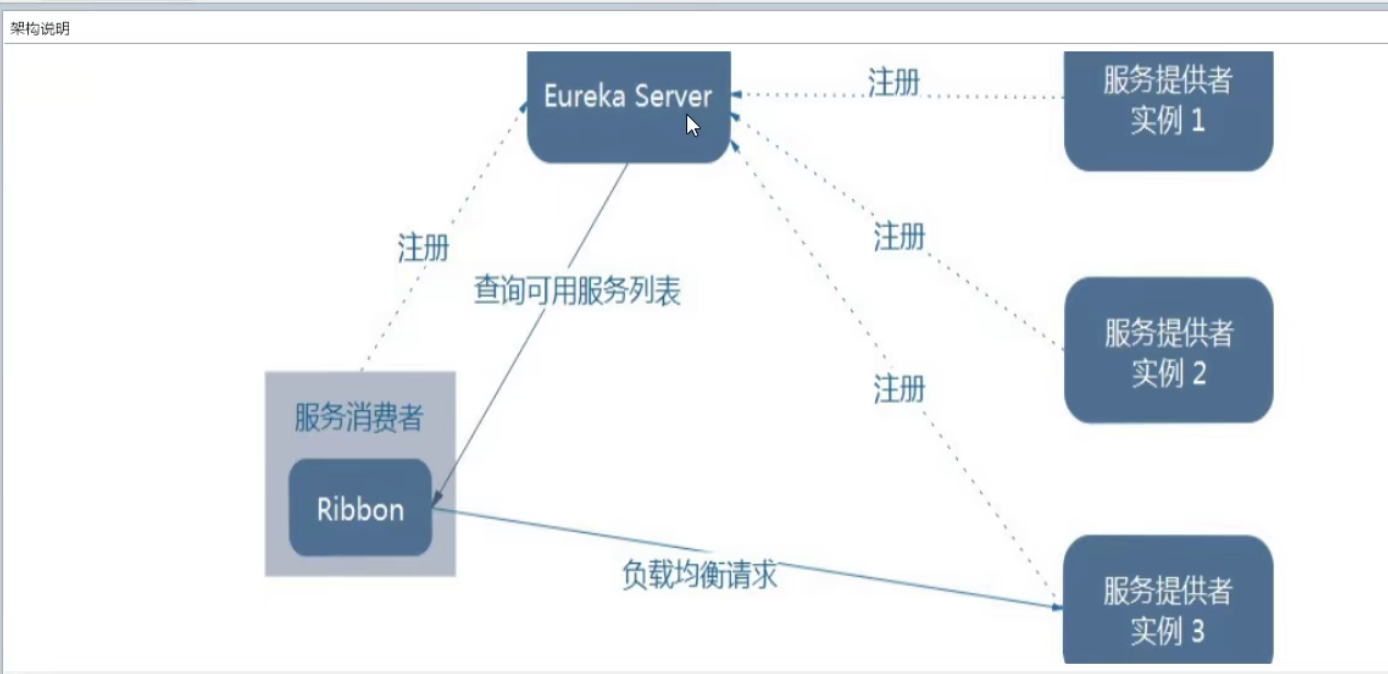 架构说明
Eureka Server
注册
服务提供者
实例 1
注册
注册
查询可用服务列表
服务提供者
实例 2
注册
服务消费者
Ribbon
负载均衡请求
服务提供者
实例 3